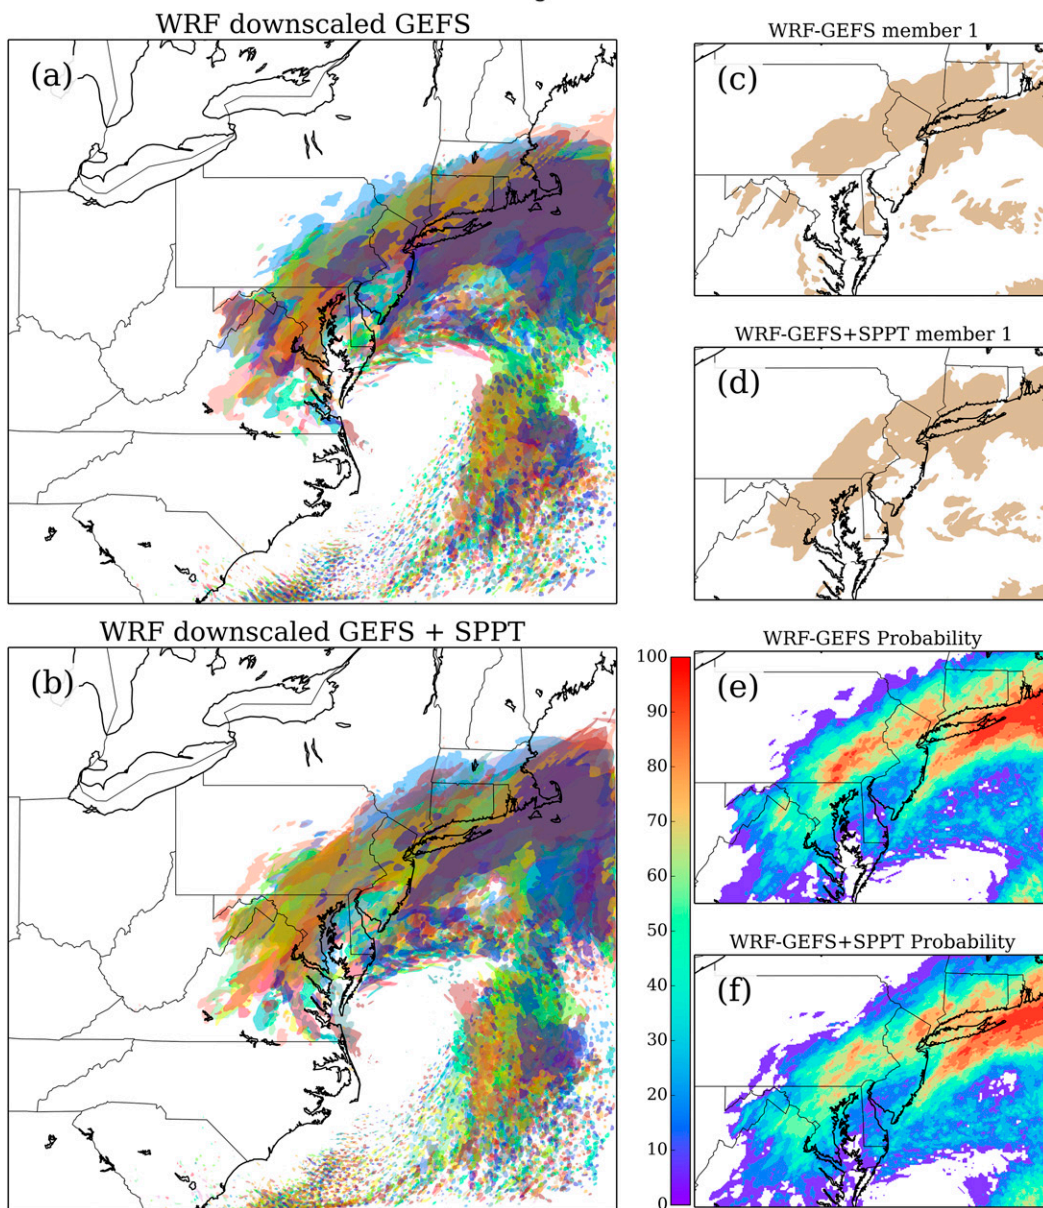 WRF downscaled GEFS
(a)
WRF-GEFS member 1
(c)
WRF-GEFS+SPPT member 1
(d)
WRF downscaled GEFS + SPPT
(b)
100
90
80
70
60
50
40
30
20
10
0
WRF-GEFS Probability
(e)
WRF-GEFS+SPPT Probability
(f)